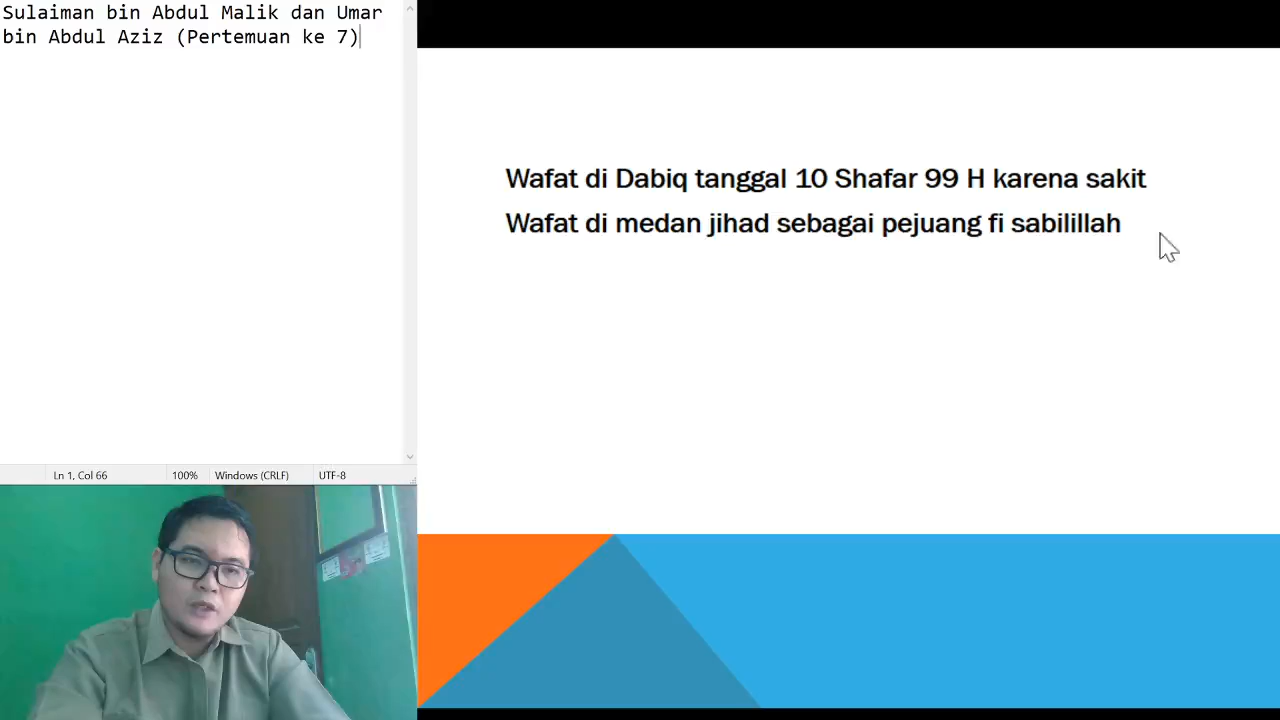 Sulaiman bin Abdul Malik dan Umar
bin Abdul Aziz (Pertemuan ke 7)
Wafat di Dabiq tanggal 10 Shafar 99 H karena sakit
Wafat di medan jihad sebagai pejuang fi sabilillah
Ln 1, Col 66
100%
Windows (CRLF)
UTF-8